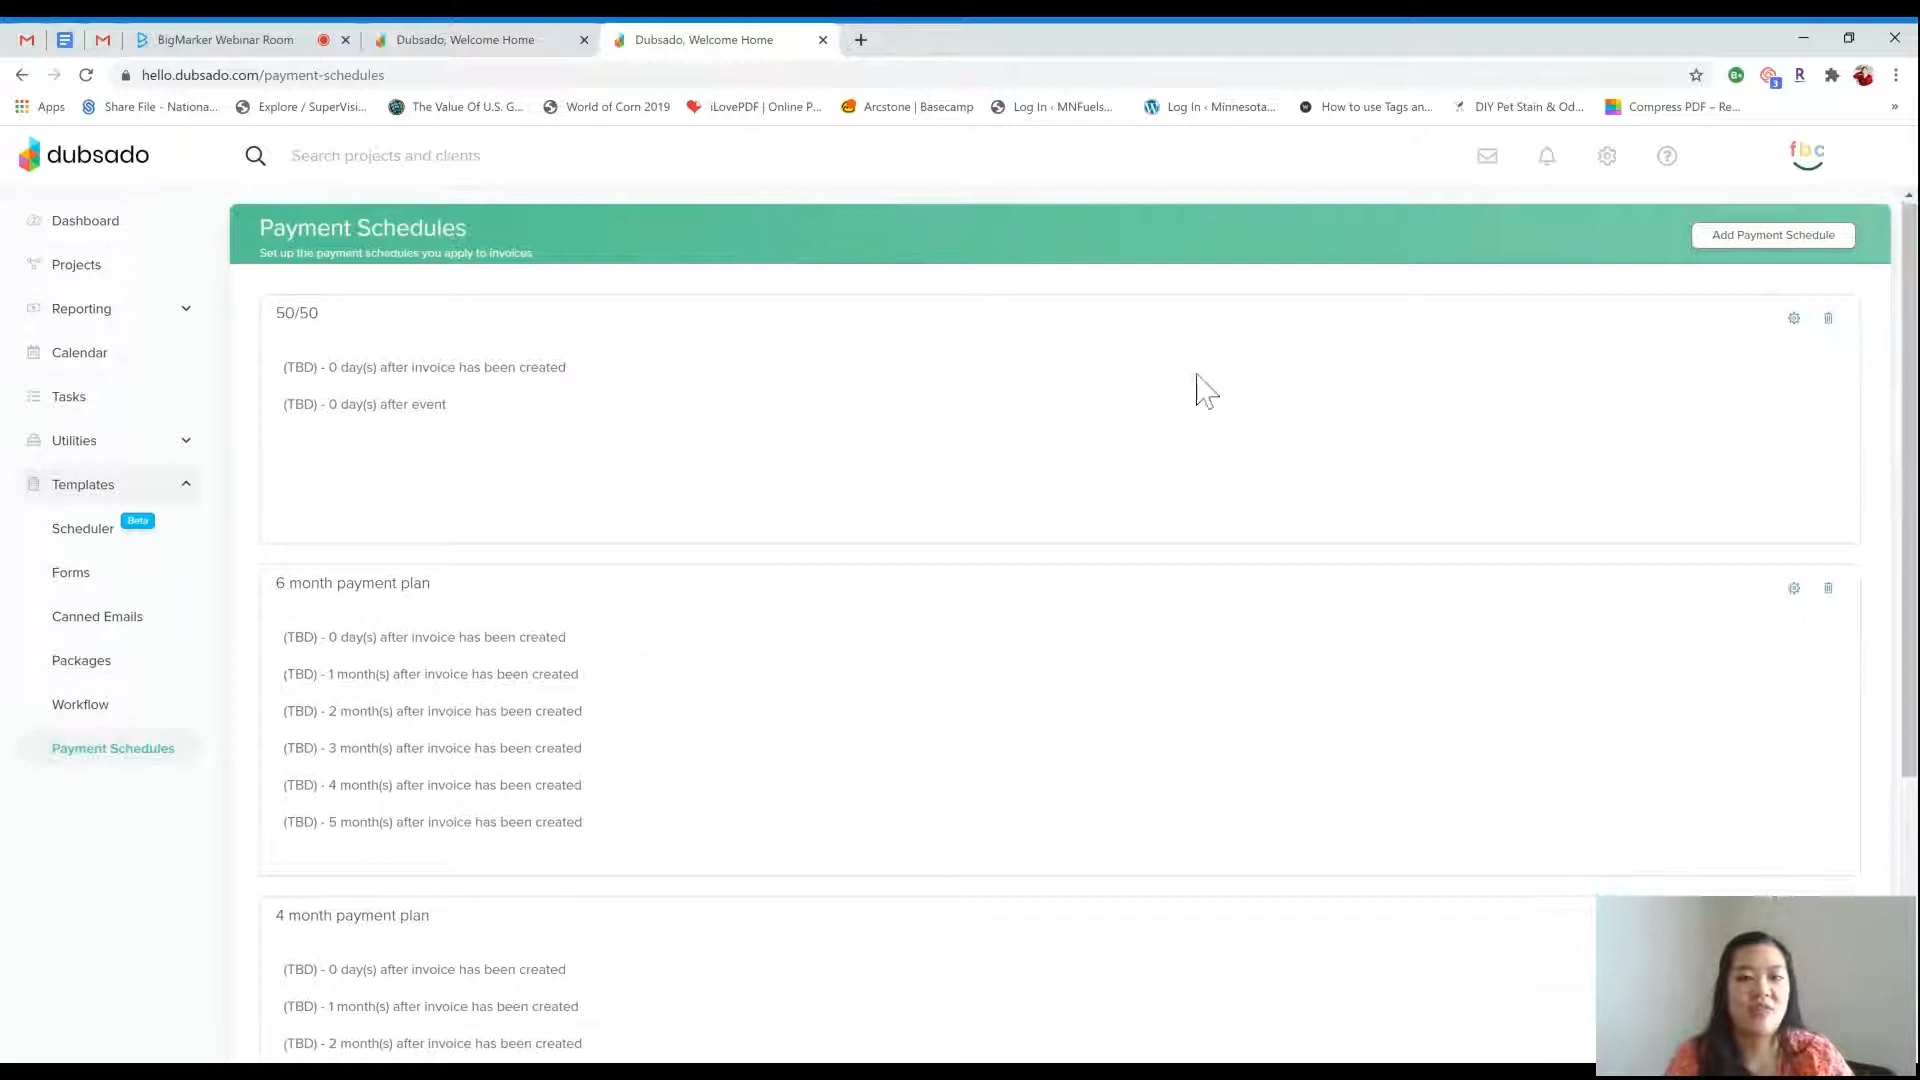 BigMarker Webinar Room
Dubsado, Welcome Home
Dubsado, Welcome Home
hello.dubsado.com/payment-schedules
B+
3
R
Apps
Share File - Nationa...
Explore / SuperVisi...
The Value Of U.S. G...
World of Corn 2019
iLovePDF | Online P...
Arcstone | Basecamp
Log In ‹ MNFuels...
Log In ‹ Minnesota...
How to use Tags an...
DIY Pet Stain & Od...
Compress PDF – Re...
»
dubsado
Search projects and clients
fbc
Dashboard
Projects
Reporting
Calendar
Tasks
Utilities
Templates
Scheduler
Beta
Forms
Canned Emails
Packages
Workflow
Payment Schedules
Payment Schedules
Set up the payment schedules you apply to invoices
Add Payment Schedule
50/50
(TBD) - 0 day(s) after invoice has been created
(TBD) - 0 day(s) after event
6 month payment plan
(TBD) - 0 day(s) after invoice has been created
(TBD) - 1 month(s) after invoice has been created
(TBD) - 2 month(s) after invoice has been created
(TBD) - 3 month(s) after invoice has been created
(TBD) - 4 month(s) after invoice has been created
(TBD) - 5 month(s) after invoice has been created
4 month payment plan
(TBD) - 0 day(s) after invoice has been created
(TBD) - 1 month(s) after invoice has been created
(TBD) - 2 month(s) after invoice has been created